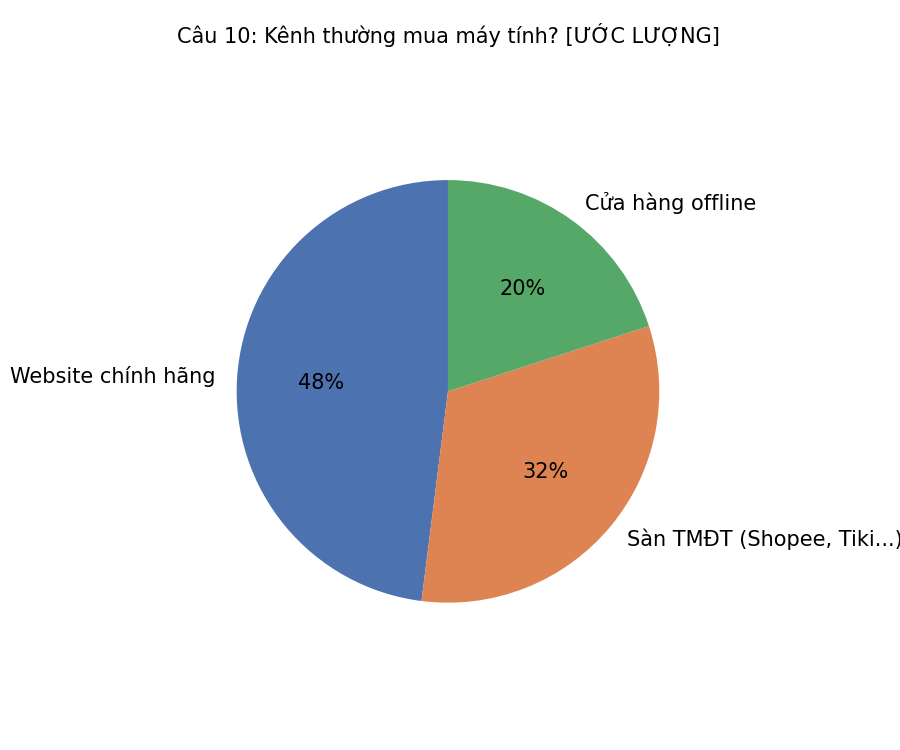 Câu 10: Kênh thường mua máy tính? [ƯỚC LƯỢNG]
Cửa hàng offline
20%
Website chính hãng
48%
32%
Sàn TMĐT (Shopee, Tiki...)